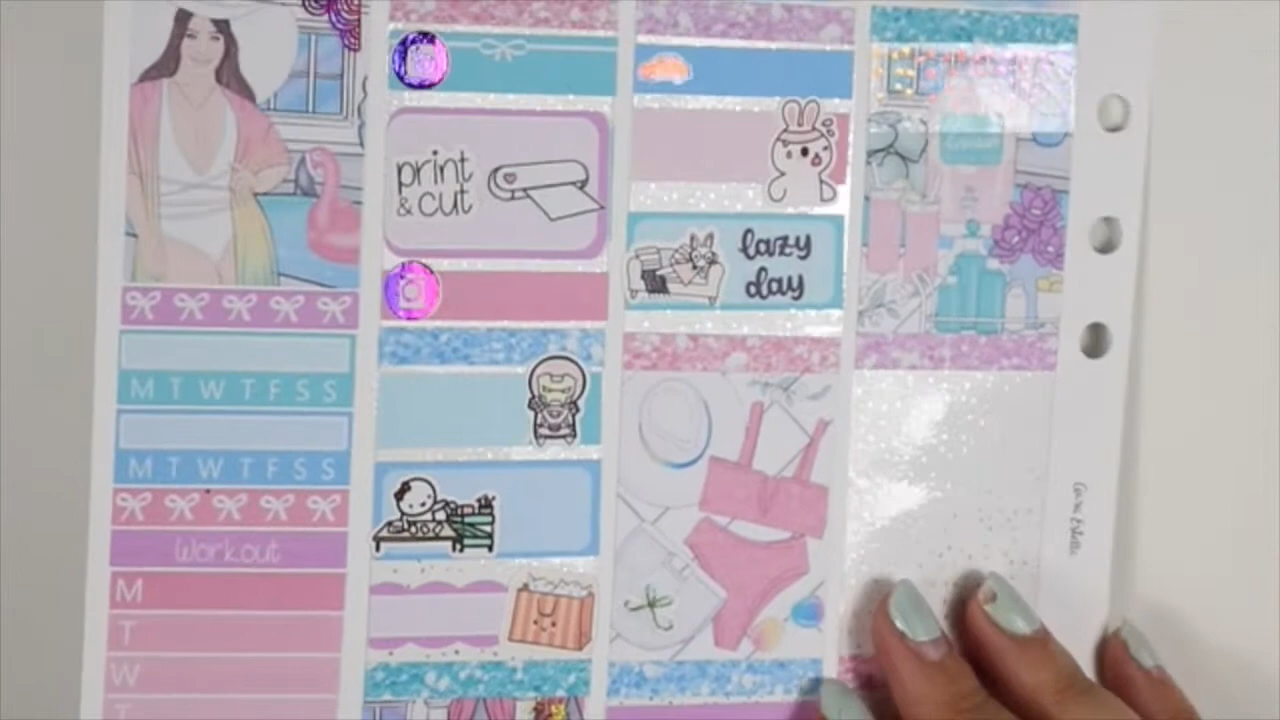 M T W T F S S
M T W T F S S
Workout
M
T
W
T
print
& cut
lazy
day